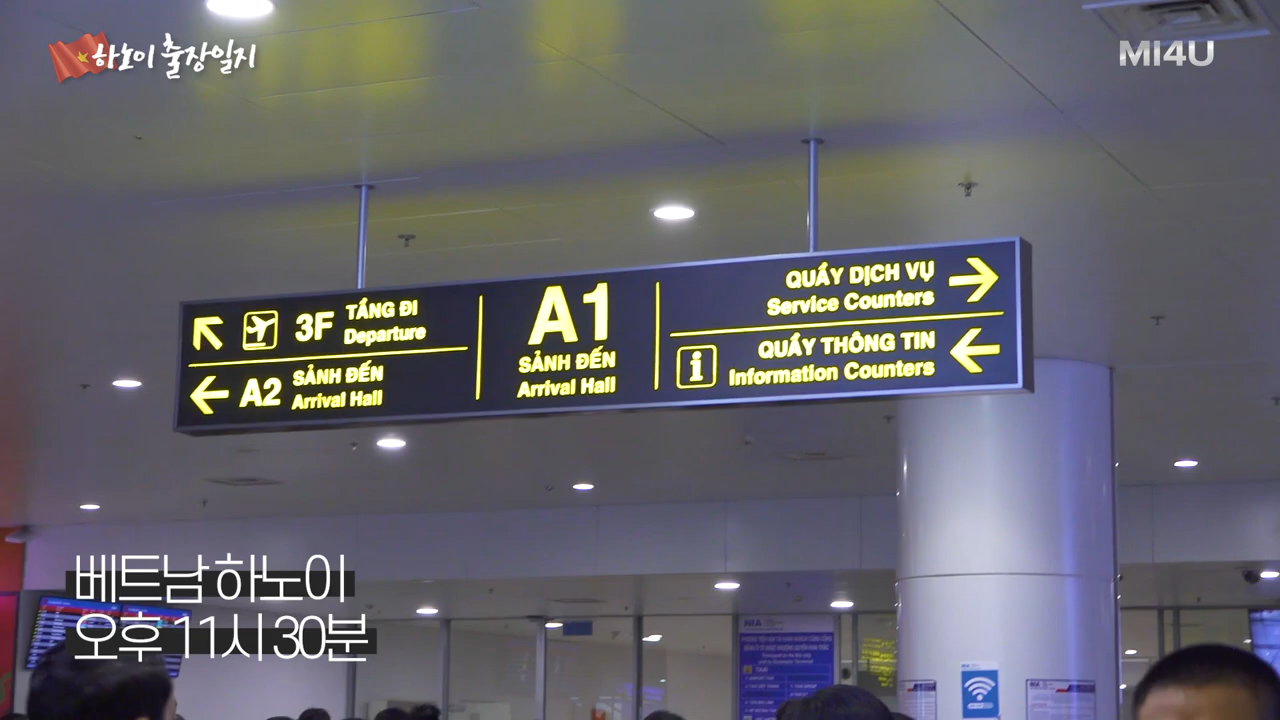 하노이 출장일지
MI4U
3F TẦNG ĐI
Departure
A2 SẢNH ĐẾN
Arrival Hall
A1
SẢNH ĐẾN
Arrival Hall
QUẦY DỊCH VỤ
Service Counters
i QUẦY THÔNG TIN
Information Counters
베트남 하노이
오후 11시 30분
NIA
TAXI